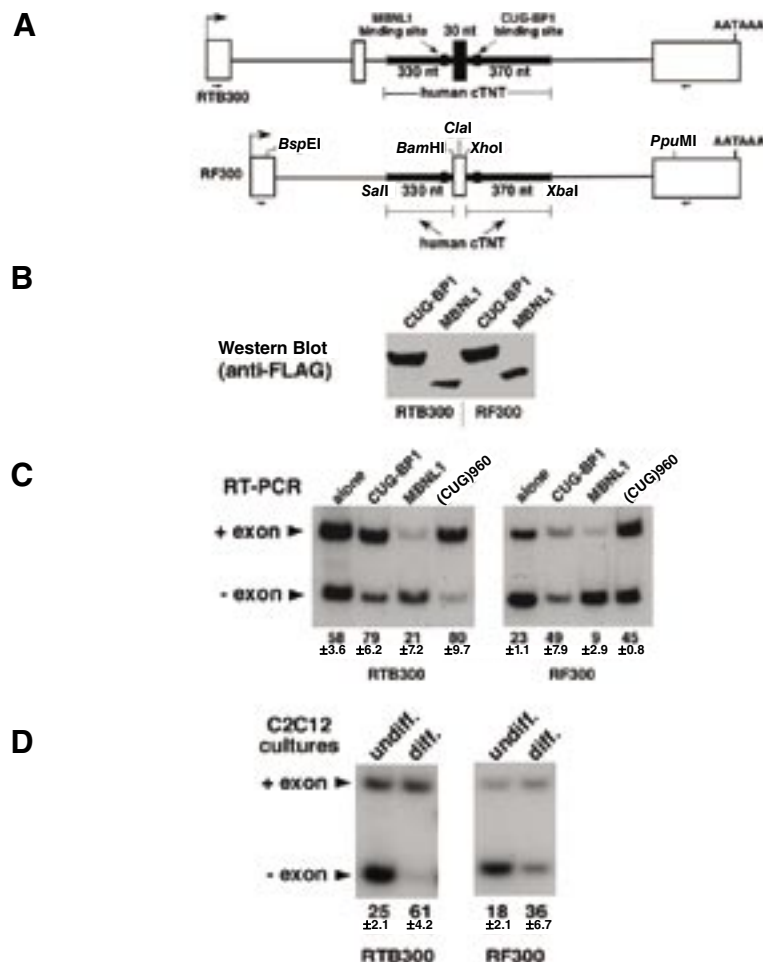 A
MBNL1 binding site
30 nt
CUG-BP1 binding site
AATAAA
330 nt
370 nt
human cTNT
RTB300
ClaI
BspEI
BamHI
XhoI
PpuMI
AATAAA
RF300
SalI
330 nt
370 nt
XbaI
human cTNT
B
CUG-BP1 MBNL1 CUG-BP1 MBNL1
Western Blot
(anti-FLAG)
RTB300 RF300
C
RT-PCR
alone CUG-BP1 MBNL1 (CUG)960 alone CUG-BP1 MBNL1 (CUG)960
+ exon
- exon
58 79 21 80 23 49 9 45
±3.6 ±6.2 ±7.2 ±9.7 ±1.1 ±7.9 ±2.9 ±0.8
RTB300 RF300
D
C2C12
cultures
undiff. diff. undiff. diff.
+ exon
- exon
25 61 18 36
±2.1 ±4.2 ±2.1 ±6.7
RTB300 RF300